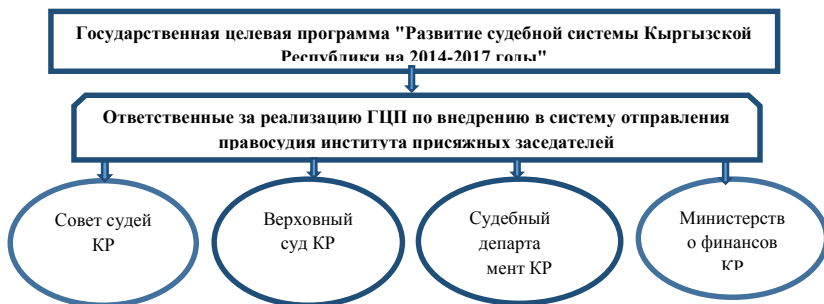 Государственная целевая программа "Развитие судебной системы Кыргызской
Республики на 2014-2017 годы"
Ответственные за реализацию ГЦП по внедрению в систему отправления
правосудия института присяжных заседателей
Совет судей
КР
Верховный
суд КР
Судебный
департа
мент КР
Министерств
о финансов
КР